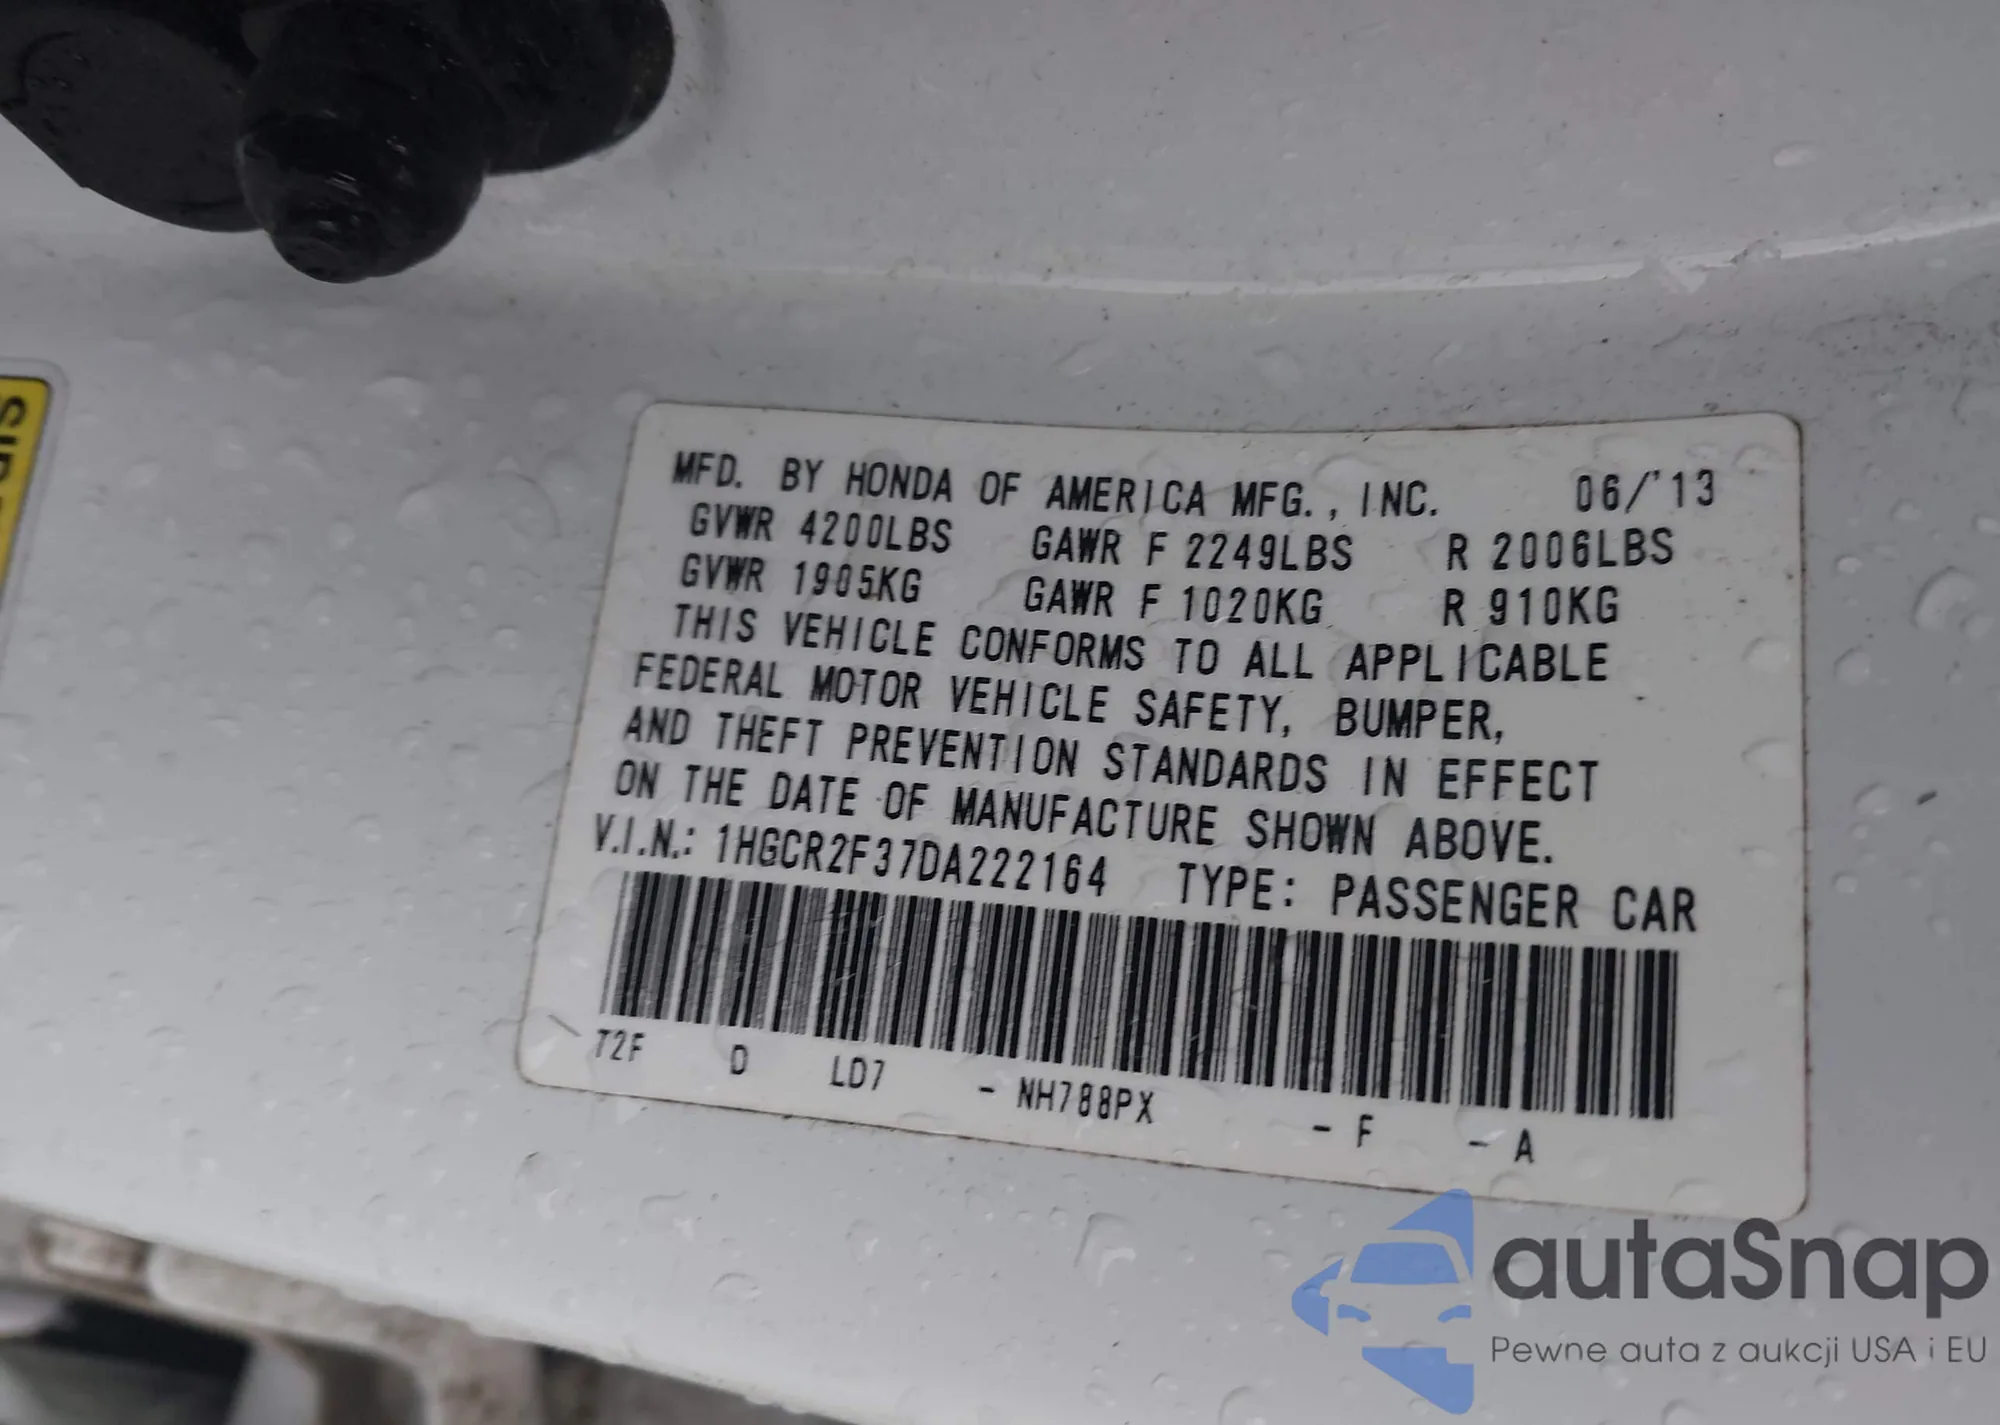 MFD. BY HONDA OF AMERICA MFG., INC. 06/'13
GVWR 4200LBS GAWR F 2249LBS R 2006LBS
GVWR 1905KG GAWR F 1020KG R 910KG
THIS VEHICLE CONFORMS TO ALL APPLICABLE
FEDERAL MOTOR VEHICLE SAFETY, BUMPER,
AND THEFT PREVENTION STANDARDS IN EFFECT
ON THE DATE OF MANUFACTURE SHOWN ABOVE.
V.I.N.: 1HGCR2F37DA222164 TYPE: PASSENGER CAR
T2F D LD7 - NH788PX - F - A
autaSnap
Pewne auta z aukcji USA i EU